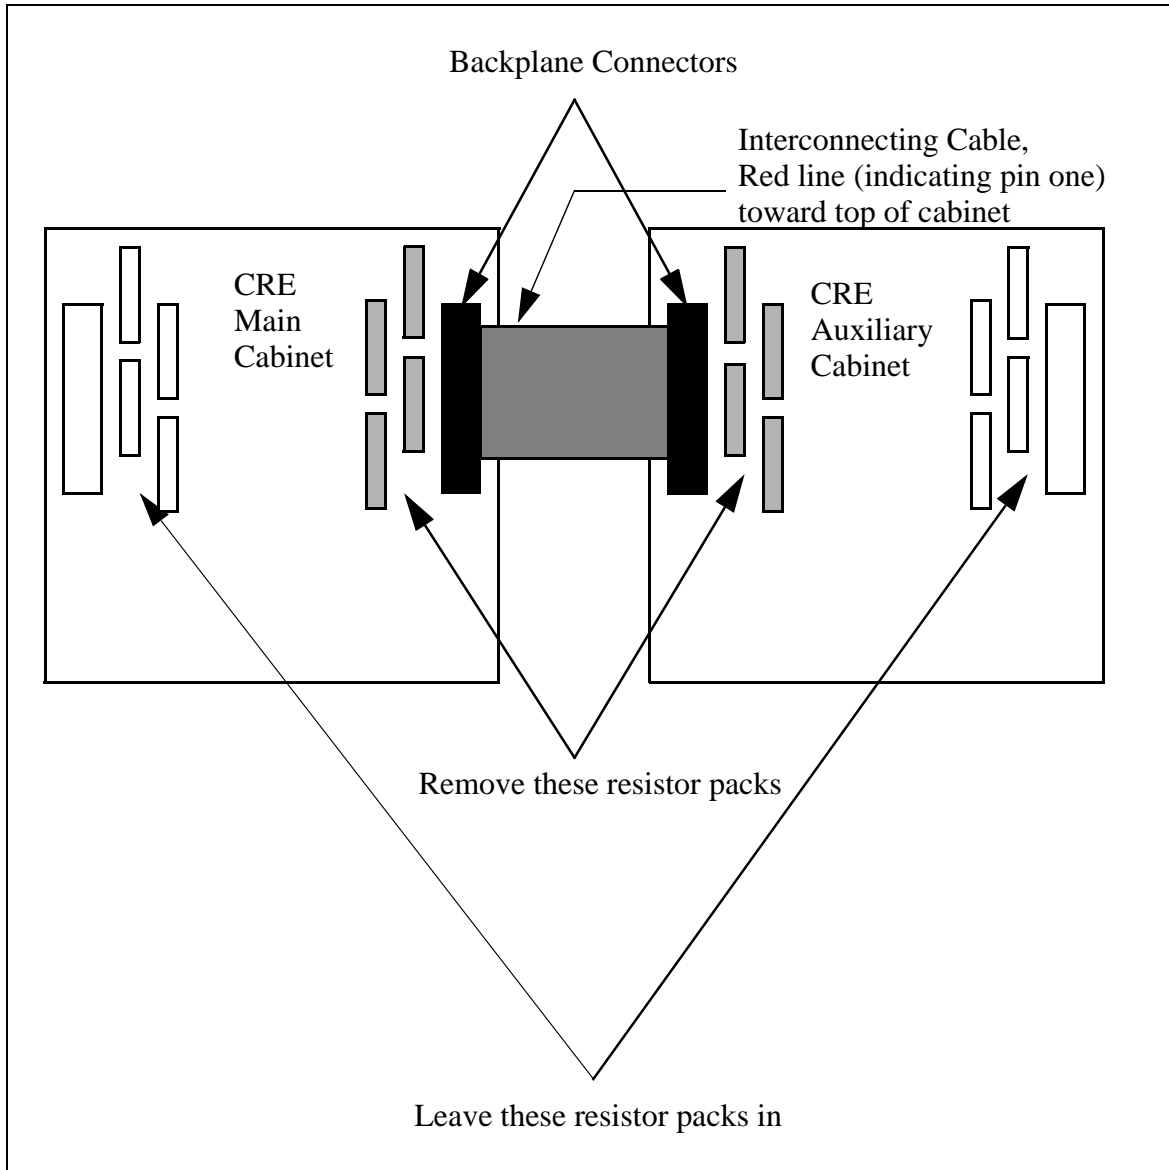 Backplane Connectors
Interconnecting Cable,
Red line (indicating pin one)
toward top of cabinet
CRE
Main
Cabinet
CRE
Auxiliary
Cabinet
Remove these resistor packs
Leave these resistor packs in